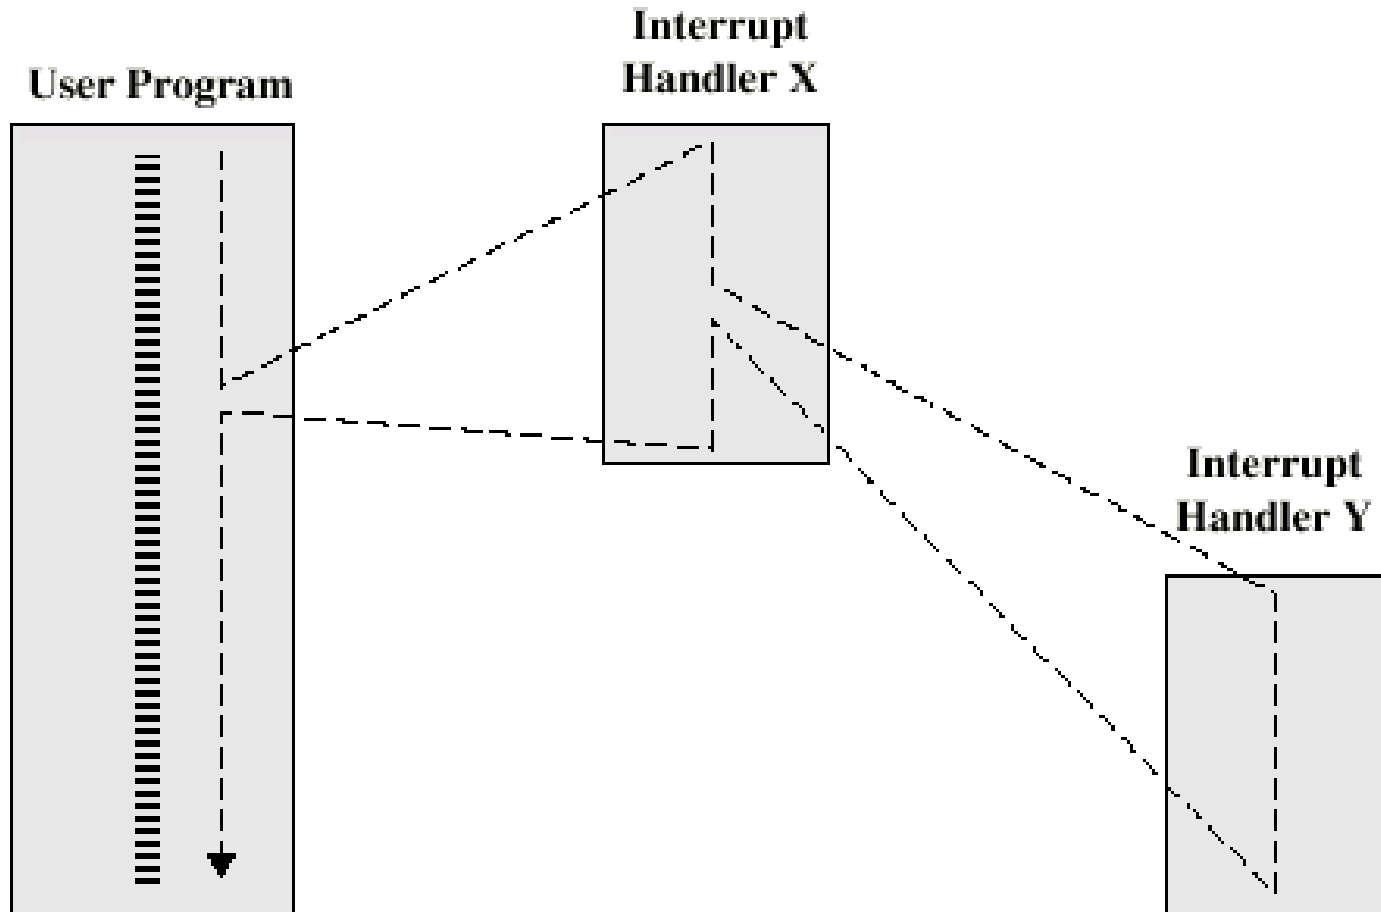 User Program
Interrupt
Handler X
Interrupt
Handler Y